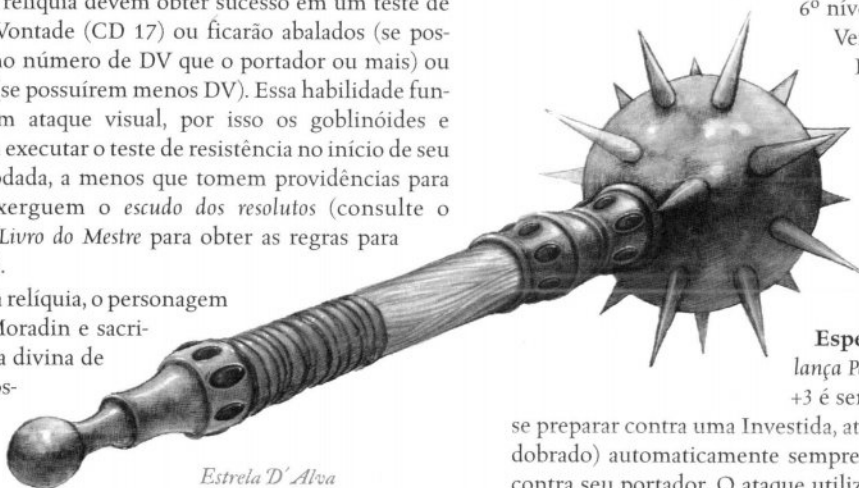 relíquia devem obter sucesso em um teste de
Vontade (CD 17) ou ficarão abalados (se pos-
no número de DV que o portador ou mais) ou
(se possuírem menos DV). Essa habilidade fun-
m ataque visual, por isso os goblinóides e
executar o teste de resistência no início de seu
odada, a menos que tomem providências para
xerguem o escudo dos resolutos (consulte o
Livro do Mestre para obter as regras para
.
relíquia, o personagem
Moradin e sacri-
a divina de
os-
Estrela D'Alva
6º níve
Ve
Espe
lança P
+3 é ser
se preparar contra uma Investida, at
dobrado) automaticamente sempre
contra seu portador. O ataque utiliz